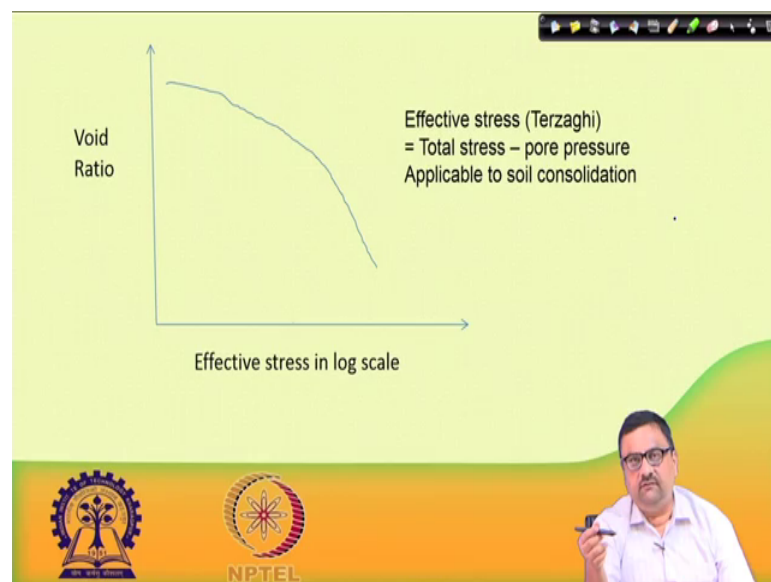 Void
Ratio
Effective stress (Terzaghi)
= Total stress – pore pressure
Applicable to soil consolidation
Effective stress in log scale
NPTEL